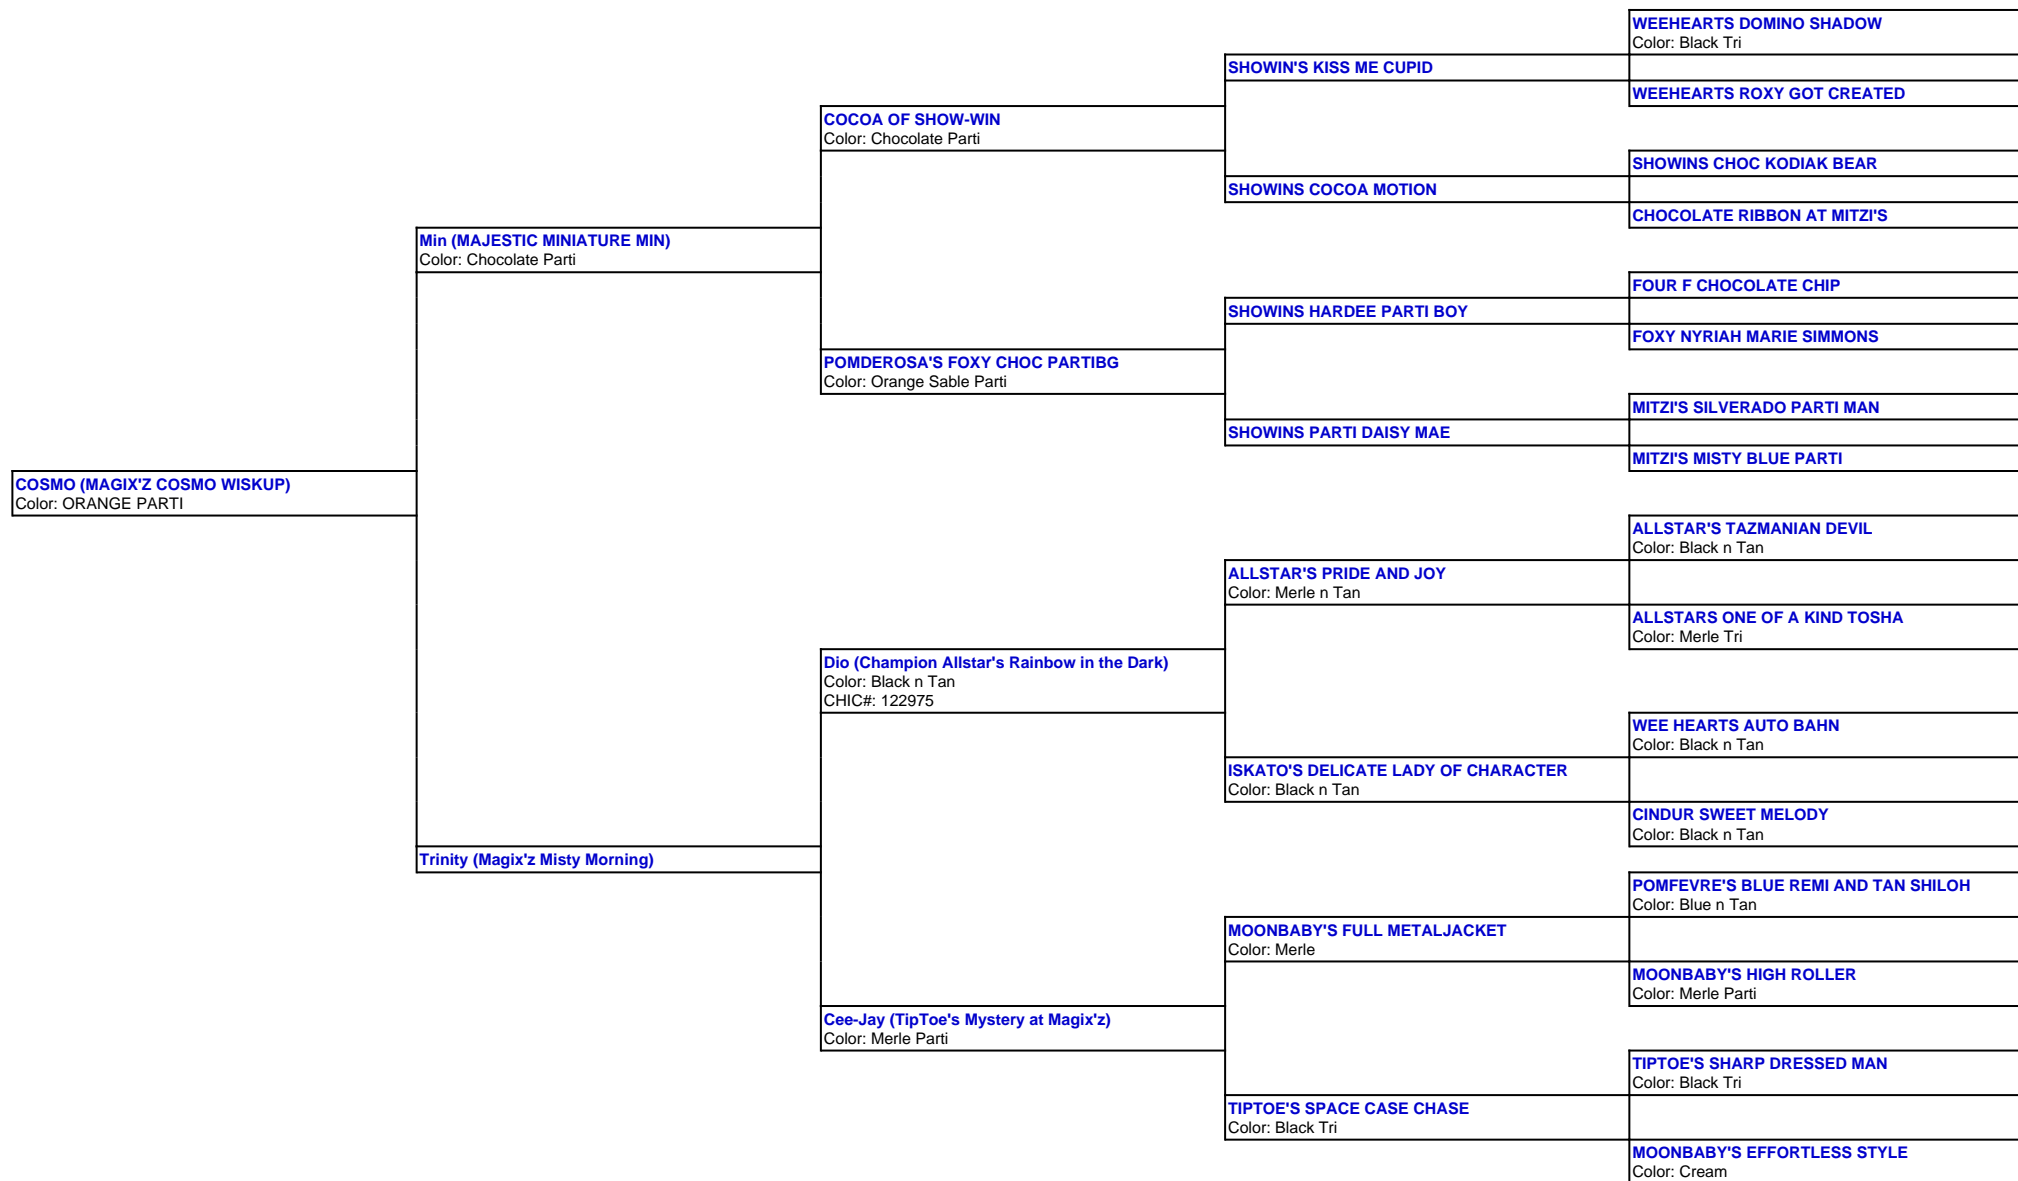 WEEHEARTS DOMINO SHADOW
Color: Black Tri
SHOWIN'S KISS ME CUPID
WEEHEARTS ROXY GOT CREATED
COCOA OF SHOW-WIN
Color: Chocolate Parti
SHOWINS CHOC KODIAK BEAR
SHOWINS COCOA MOTION
CHOCOLATE RIBBON AT MITZI'S
Min (MAJESTIC MINIATURE MIN)
Color: Chocolate Parti
FOUR F CHOCOLATE CHIP
SHOWINS HARDEE PARTI BOY
FOXY NYRIAH MARIE SIMMONS
POMDEROSA'S FOXY CHOC PARTIBG
Color: Orange Sable Parti
MITZI'S SILVERADO PARTI MAN
SHOWINS PARTI DAISY MAE
MITZI'S MISTY BLUE PARTI
COSMO (MAGIX'Z COSMO WISKUP)
Color: ORANGE PARTI
ALLSTAR'S TAZMANIAN DEVIL
Color: Black n Tan
ALLSTAR'S PRIDE AND JOY
Color: Merle n Tan
ALLSTARS ONE OF A KIND TOSHA
Color: Merle Tri
Dio (Champion Allstar's Rainbow in the Dark)
Color: Black n Tan
CHIC#: 122975
WEE HEARTS AUTO BAHN
Color: Black n Tan
ISKATO'S DELICATE LADY OF CHARACTER
Color: Black n Tan
CINDUR SWEET MELODY
Color: Black n Tan
Trinity (Magix'z Misty Morning)
POMFEVRE'S BLUE REMI AND TAN SHILOH
Color: Blue n Tan
MOONBABY'S FULL METALJACKET
Color: Merle
MOONBABY'S HIGH ROLLER
Color: Merle Parti
Cee-Jay (TipToe's Mystery at Magix'z)
Color: Merle Parti
TIPTOE'S SHARP DRESSED MAN
Color: Black Tri
TIPTOE'S SPACE CASE CHASE
Color: Black Tri
MOONBABY'S EFFORTLESS STYLE
Color: Cream